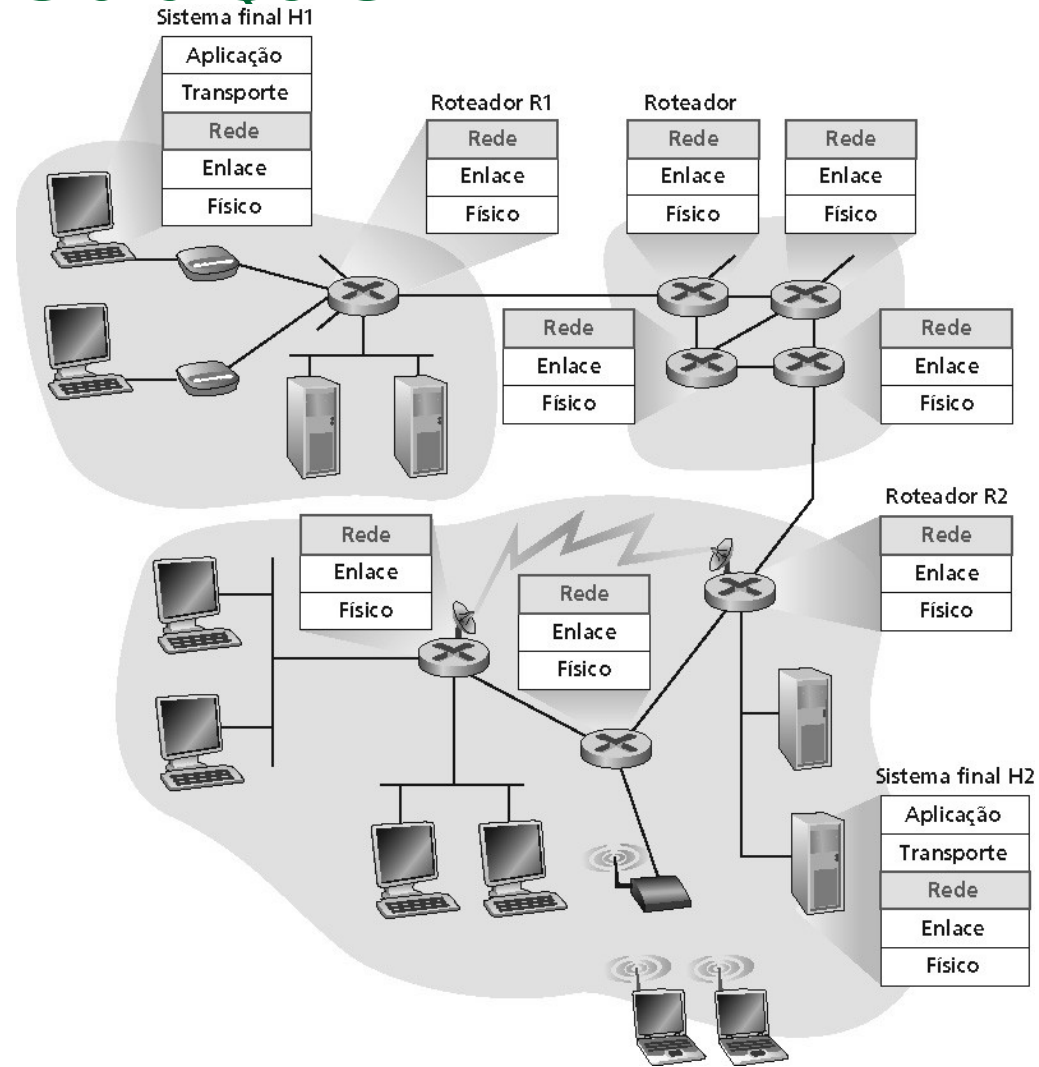 Sistema final H1
Aplicação
Transporte
Rede
Enlace
Físico
Roteador R1
Rede
Enlace
Físico
Roteador
Rede
Enlace
Físico
Rede
Enlace
Físico
Rede
Enlace
Físico
Rede
Enlace
Físico
Roteador R2
Rede
Enlace
Físico
Rede
Enlace
Físico
Rede
Enlace
Físico
Sistema final H2
Aplicação
Transporte
Rede
Enlace
Físico